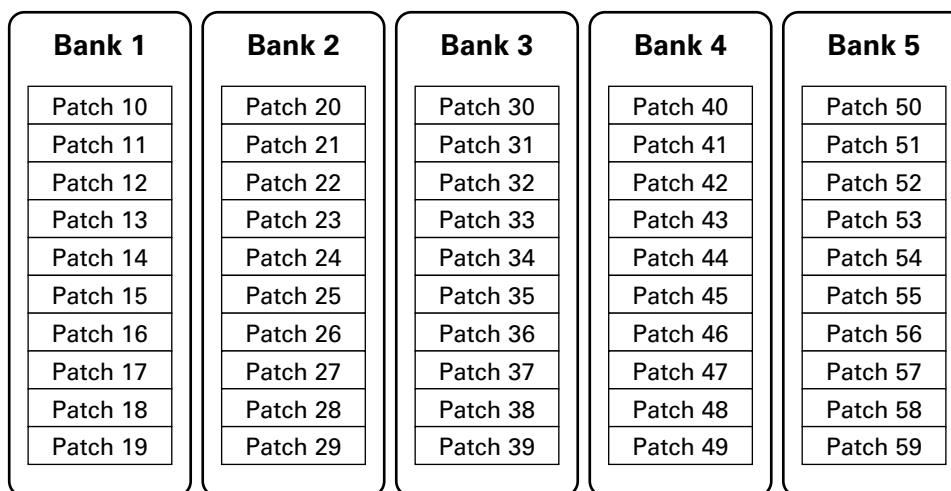 Bank 1
Patch 10
Patch 11
Patch 12
Patch 13
Patch 14
Patch 15
Patch 16
Patch 17
Patch 18
Patch 19
Bank 2
Patch 20
Patch 21
Patch 22
Patch 23
Patch 24
Patch 25
Patch 26
Patch 27
Patch 28
Patch 29
Bank 3
Patch 30
Patch 31
Patch 32
Patch 33
Patch 34
Patch 35
Patch 36
Patch 37
Patch 38
Patch 39
Bank 4
Patch 40
Patch 41
Patch 42
Patch 43
Patch 44
Patch 45
Patch 46
Patch 47
Patch 48
Patch 49
Bank 5
Patch 50
Patch 51
Patch 52
Patch 53
Patch 54
Patch 55
Patch 56
Patch 57
Patch 58
Patch 59